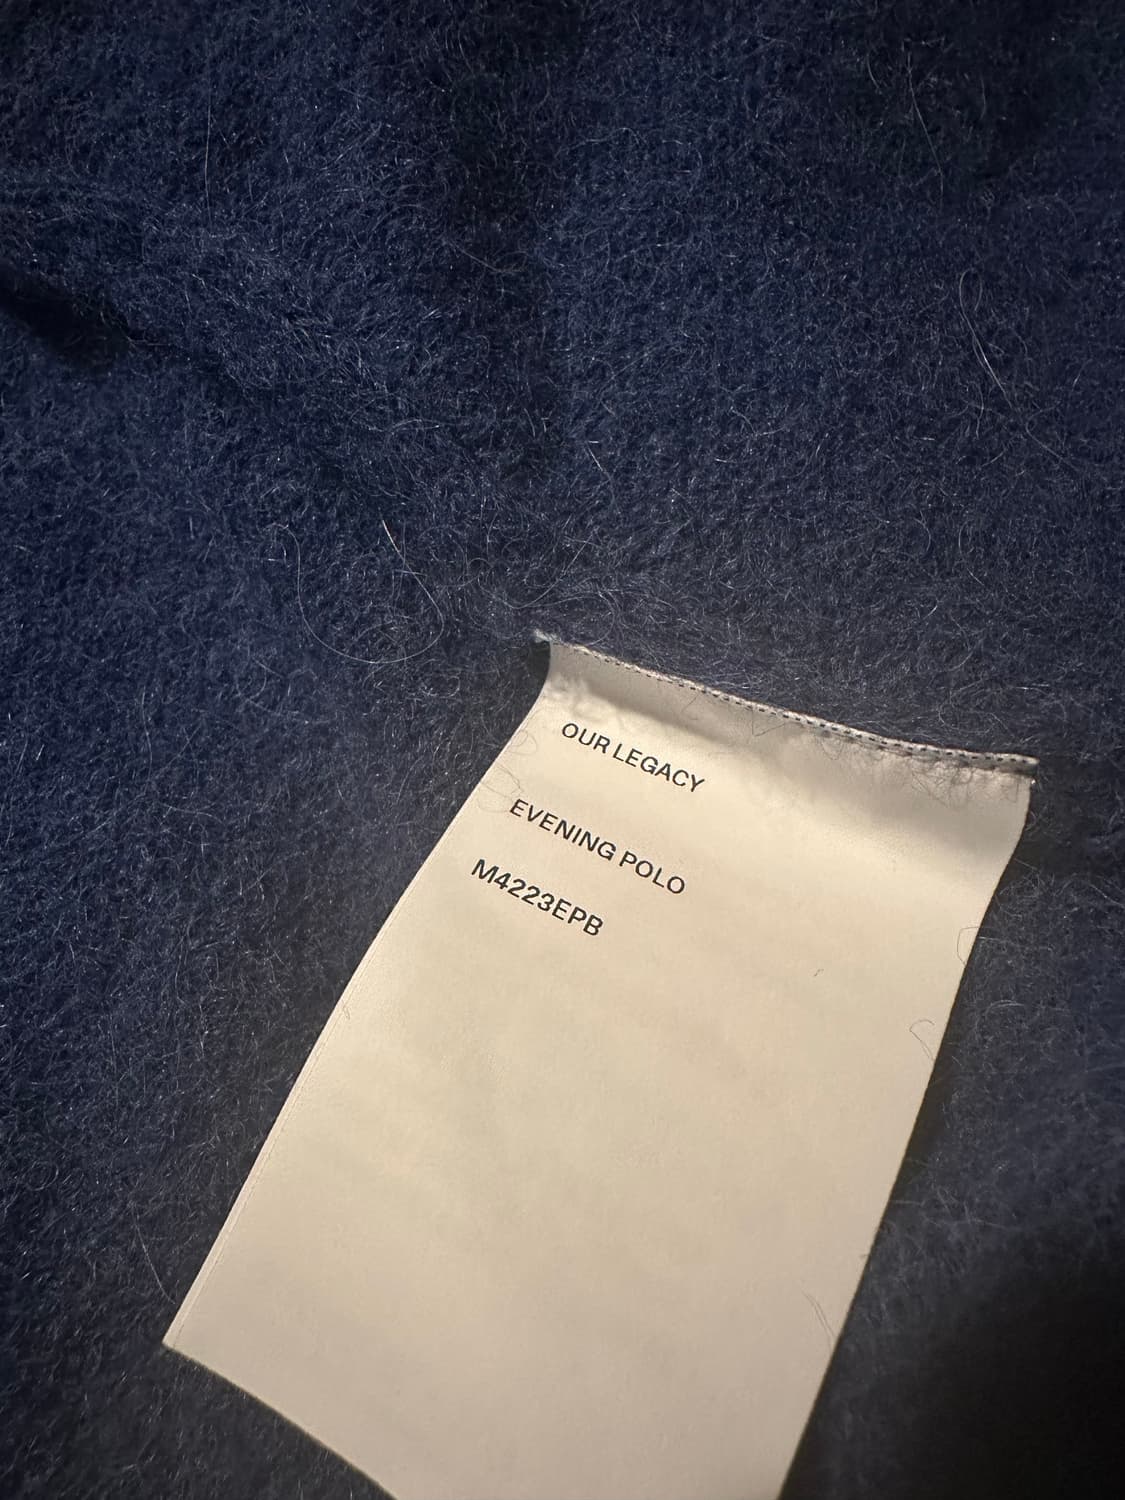 OUR LEGACY
EVENING POLO
M4223EPB